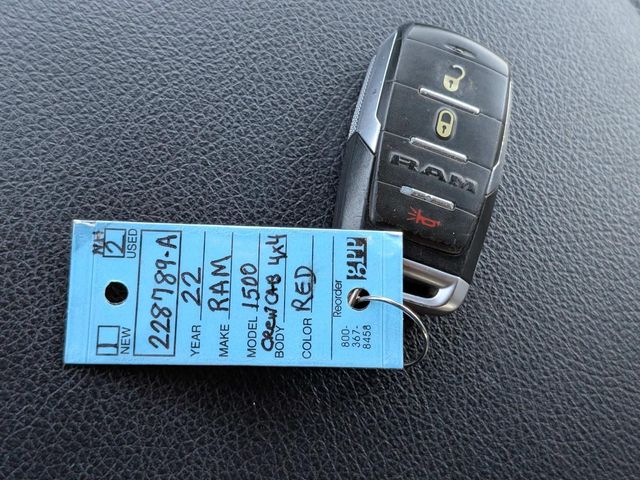 RAM
2
USED
1
NEW
228789-A
YEAR 22
MAKE RAM
MODEL 1500
CREW CAB 4x4
BODY
COLOR RED
Reorder
800-
367-
8458